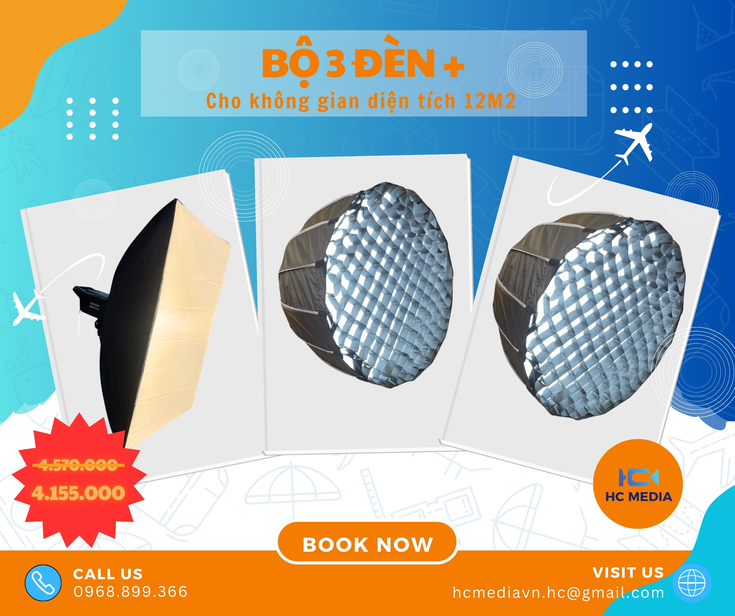 BỘ 3 ĐÈN +
Cho không gian diện tích 12M2
4.570.000
4.155.000
HC MEDIA
BOOK NOW
CALL US
0968.899.366
VISIT US
hcmediavn.hc@gmail.com